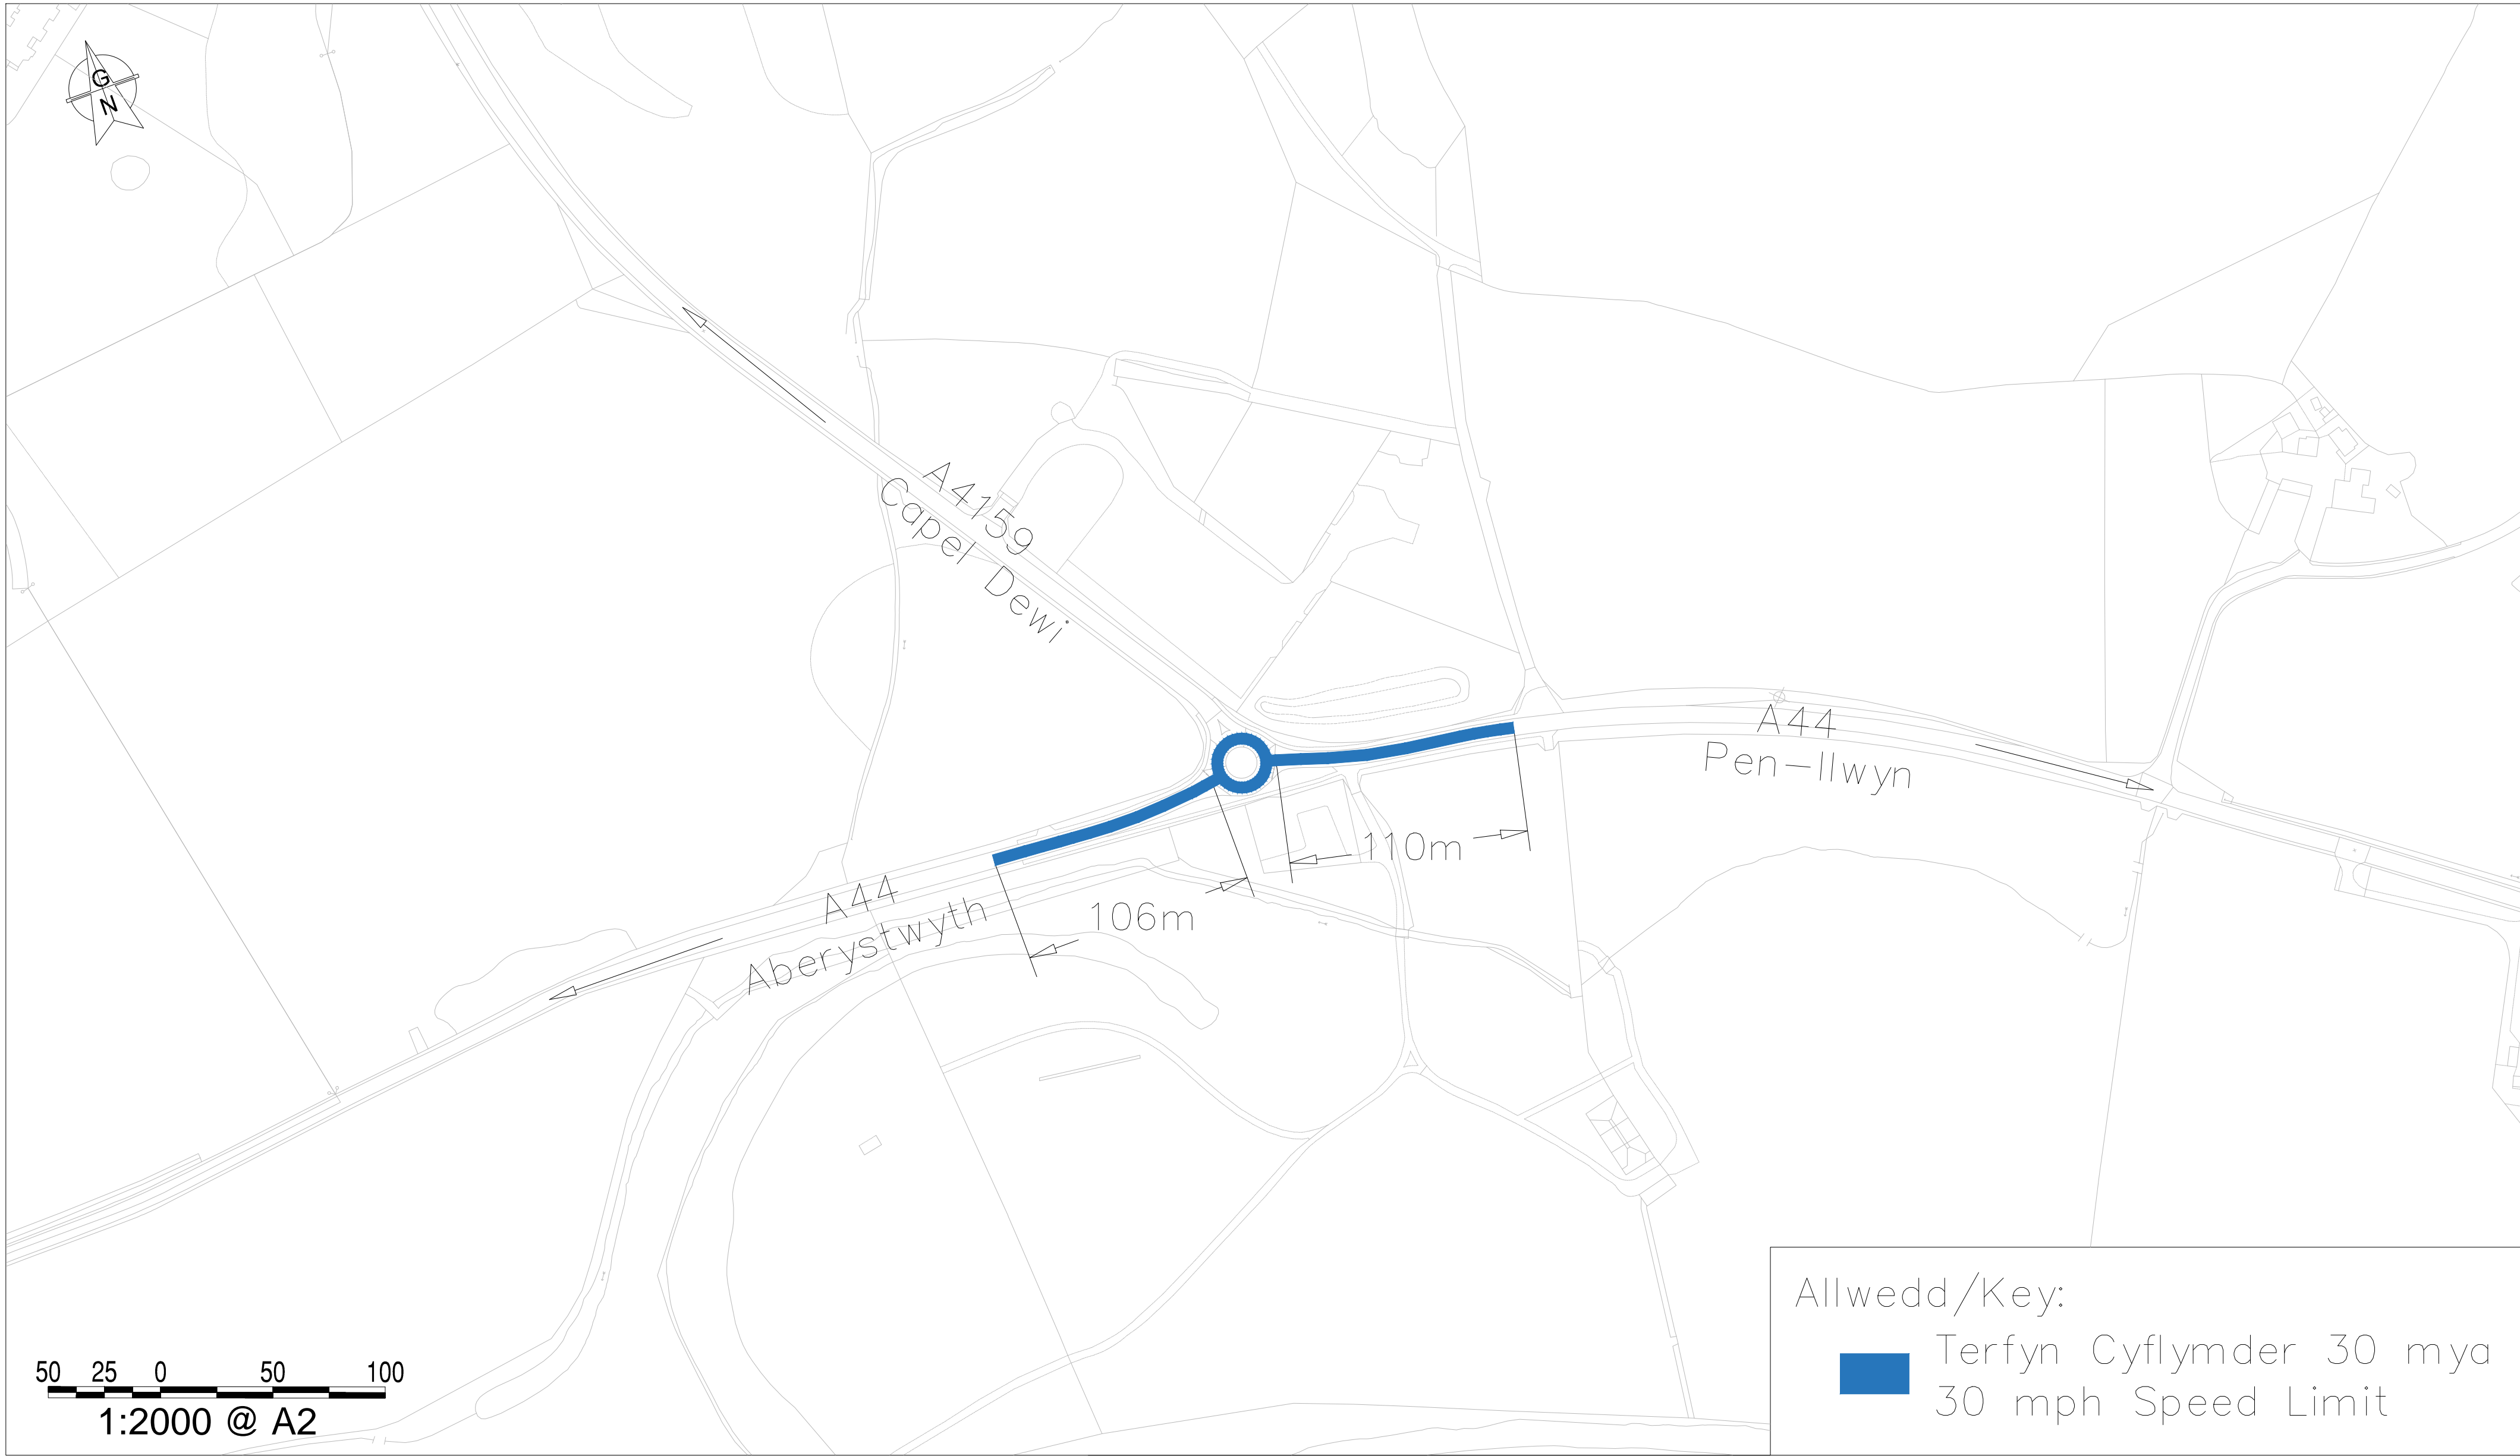 G
N
A4159
Capel Dewi
A44
Pen-llwyn
110m
A44
106m
Aberystwyth
Allwedd/Key:
Terfyn Cyflymder 30 mya
30 mph Speed Limit
50 25 0 50 100
1:2000 @ A2